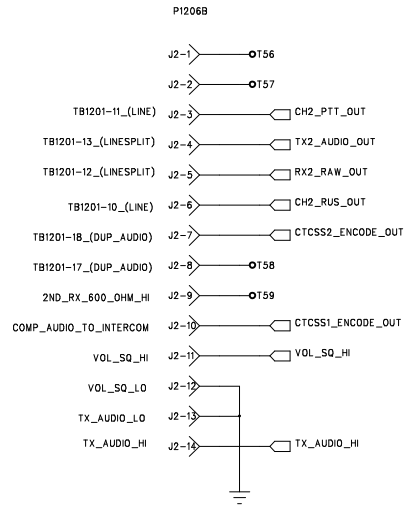 P1206B
J2-1 T56
J2-2 T57
TB1201-11_(LINE) J2-3 CH2_PTT_OUT
TB1201-13_(LINESPLIT) J2-4 TX2_AUDIO_OUT
TB1201-12_(LINESPLIT) J2-5 RX2_RAW_OUT
TB1201-10_(LINE) J2-6 CH2_RUS_OUT
TB1201-18_(DUP_AUDIO) J2-7 CTCSS2_ENCODE_OUT
TB1201-17_(DUP_AUDIO) J2-8 T58
2ND_RX_600_OHM_HI J2-9 T59
COMP_AUDIO_TO_INTERCOM J2-10 CTCSS1_ENCODE_OUT
VOL_SQ_HI J2-11 VOL_SQ_HI
VOL_SQ_LO J2-12
TX_AUDIO_LO J2-13
TX_AUDIO_HI J2-14 TX_AUDIO_HI